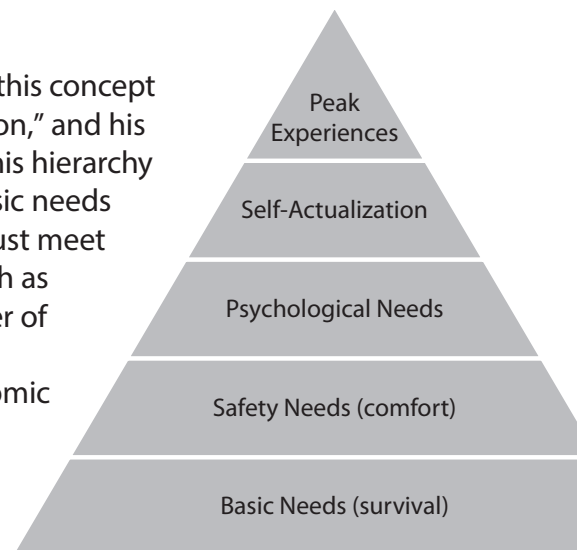 this concept
on,” and his
his hierarchy
sic needs
ust meet
h as
er of
omic
Peak
Experiences
Self-Actualization
Psychological Needs
Safety Needs (comfort)
Basic Needs (survival)